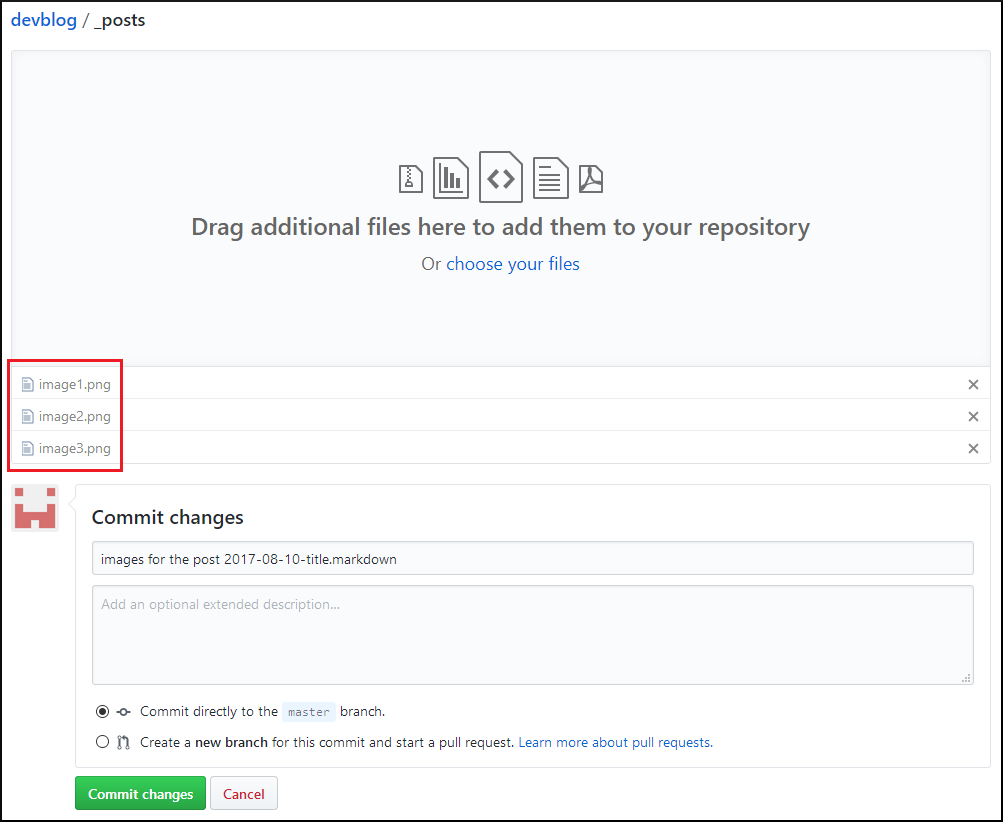 devblog / _posts
Drag additional files here to add them to your repository
Or choose your files
image1.png
image2.png
image3.png
Commit changes
images for the post 2017-08-10-title.markdown
Add an optional extended description...
Commit directly to the master branch.
Create a new branch for this commit and start a pull request. Learn more about pull requests.
Commit changes Cancel